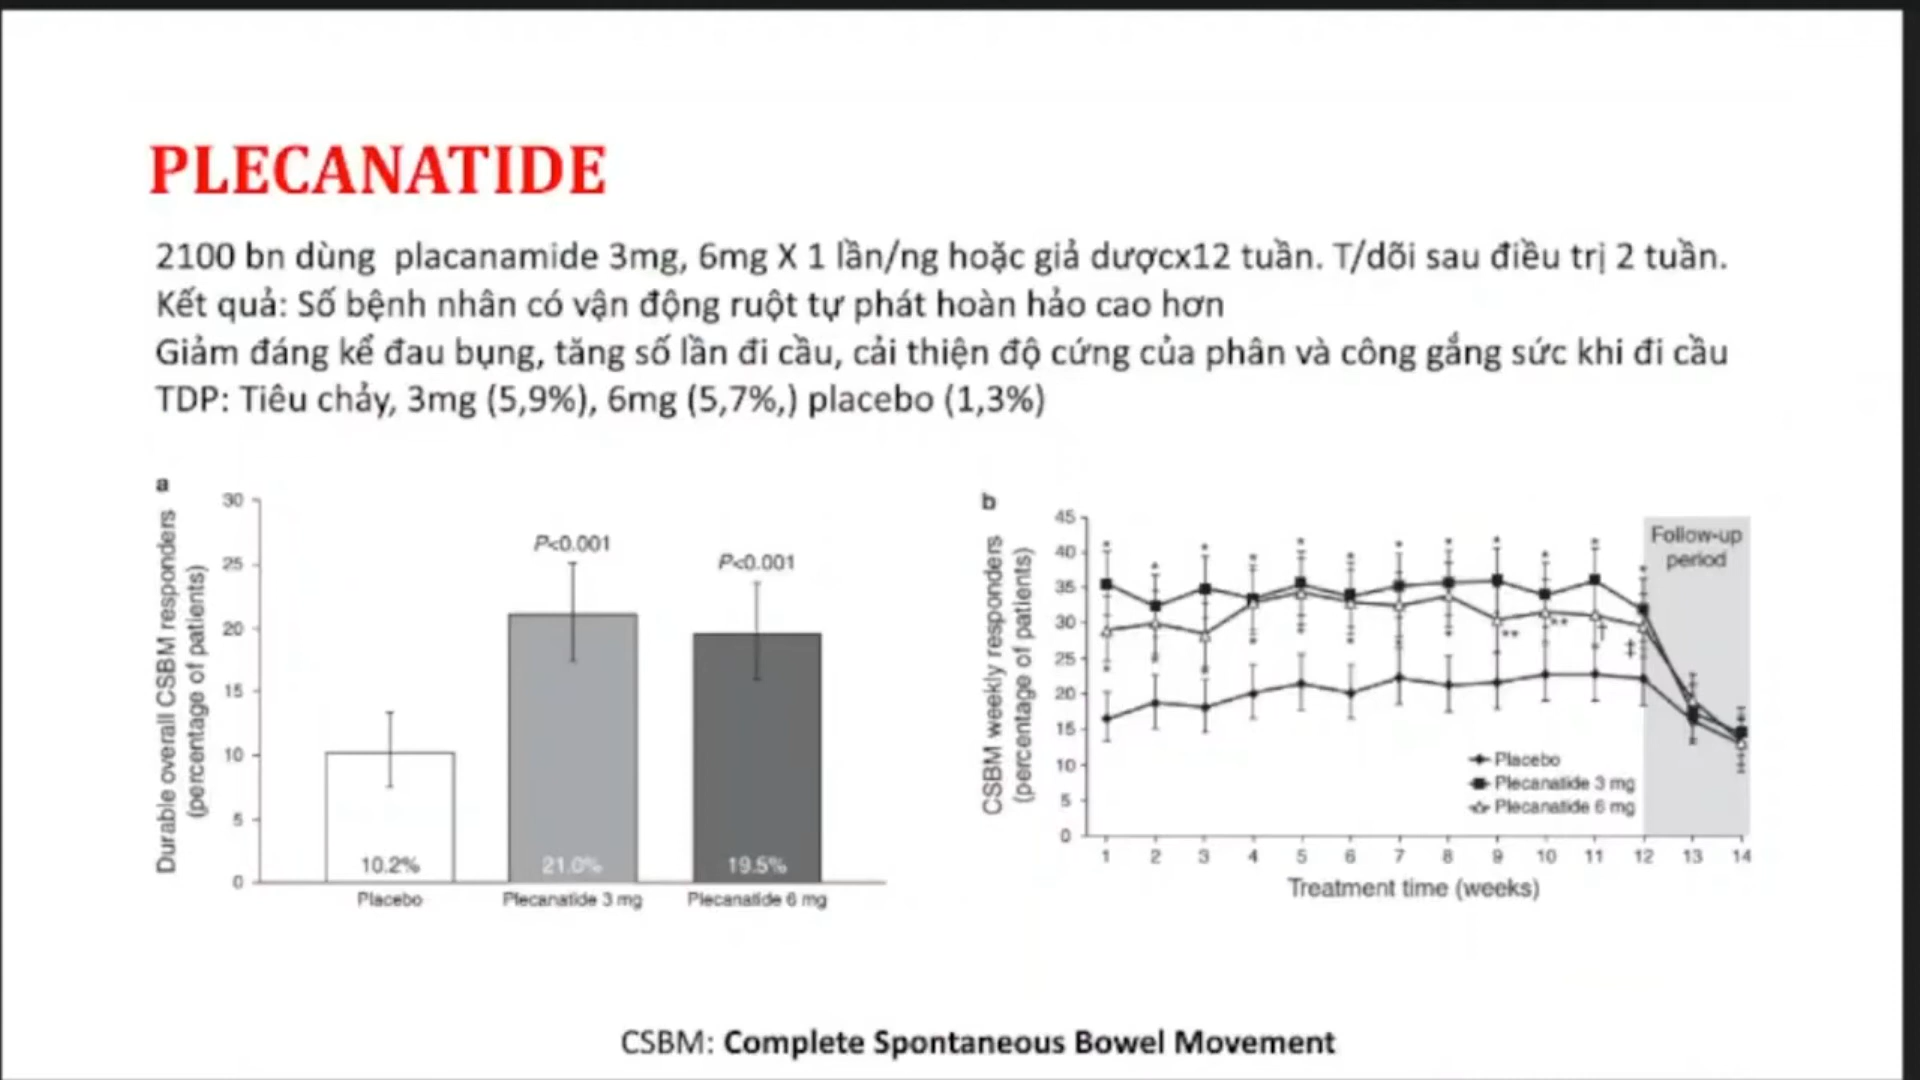 PLECANATIDE
2100 bn dùng placanamide 3mg, 6mg X 1 lần/ng hoặc giả dượcx12 tuần. T/dõi sau điều trị 2 tuần.
Kết quả: Số bệnh nhân có vận động ruột tự phát hoàn hảo cao hơn
Giảm đáng kể đau bụng, tăng số lần đi cầu, cải thiện độ cứng của phân và công gắng sức khi đi cầu
TDP: Tiêu chảy, 3mg (5,9%), 6mg (5,7%,) placebo (1,3%)
a
Durable overall CSBM responders
(percentage of patients)
30
25
20
15
10
5
0
P<0.001
P<0.001
10.2%
21.0%
19.5%
Placebo
Plecanatide 3 mg
Plecanatide 6 mg
b
CSBM weekly responders
(percentage of patients)
45
40
35
30
25
20
15
10
5
0
Follow-up
period
Placebo
Plecanatide 3 mg
Plecanatide 6 mg
1 2 3 4 5 6 7 8 9 10 11 12 13 14
Treatment time (weeks)
CSBM: Complete Spontaneous Bowel Movement